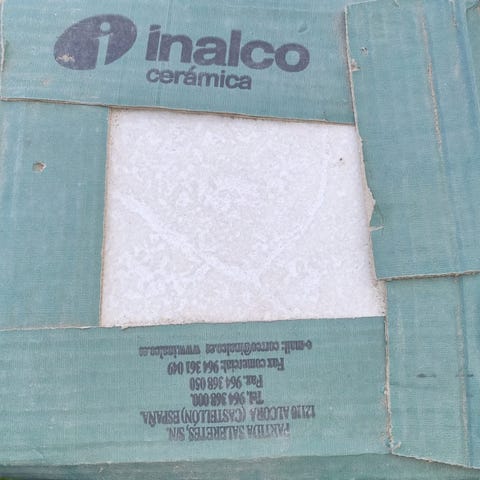 inalco
cerámica
PARTIDA SALERETES, S/N.
12110 ALCORA (CASTELLÓN) ESPAÑA.
Tel. 964 368 000.
Fax. 964 368 050
Fax comercial: 964 361 049
e-mail: correo@inalco.es www.inalco.es